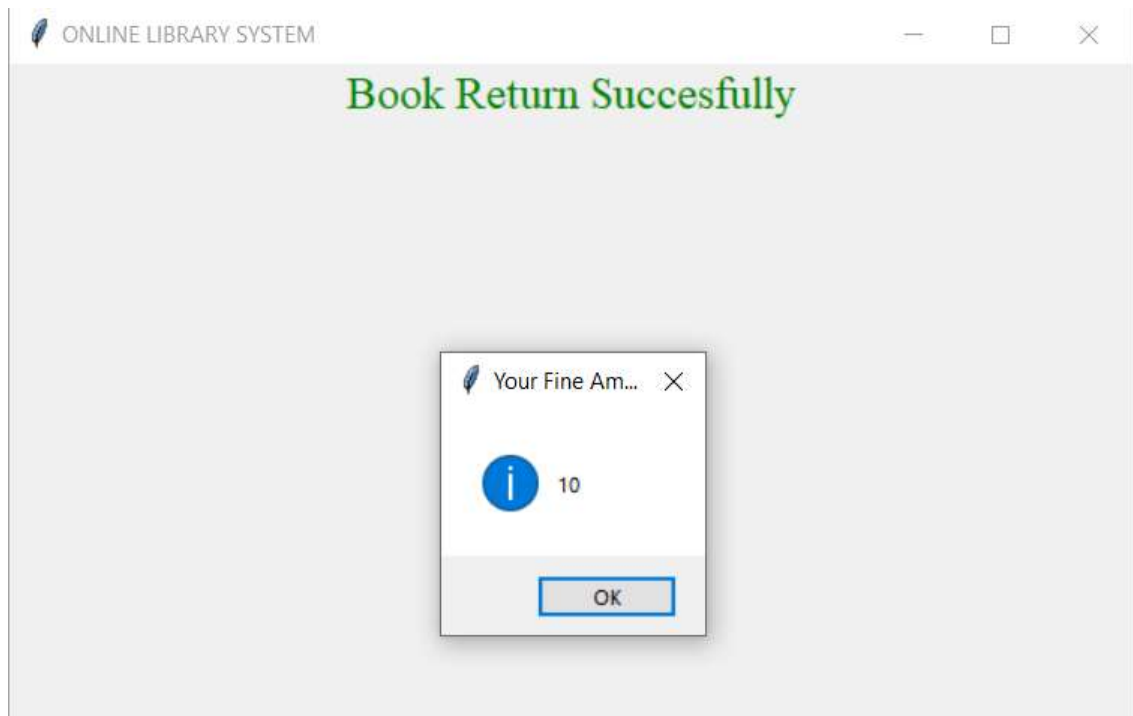 ONLINE LIBRARY SYSTEM
Book Return Succesfully
Your Fine Am...
10
OK